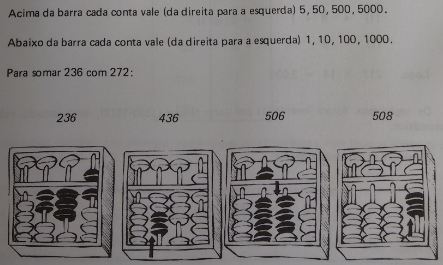 Acima da barra cada conta vale (da direita para a esquerda) 5, 50, 500, 5000.
Abaixo da barra cada conta vale (da direita para a esquerda) 1, 10, 100, 1000.
Para somar 236 com 272:
236 436 506 508